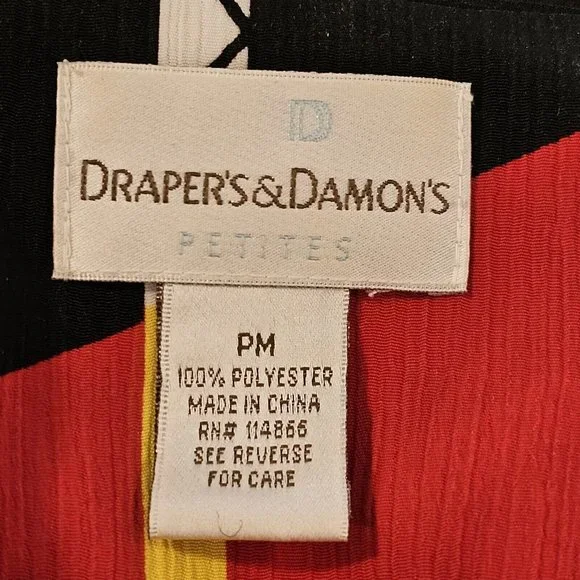 D
DRAPER'S&DAMON'S
PETITES
PM
100% POLYESTER
MADE IN CHINA
RN# 114866
SEE REVERSE
FOR CARE